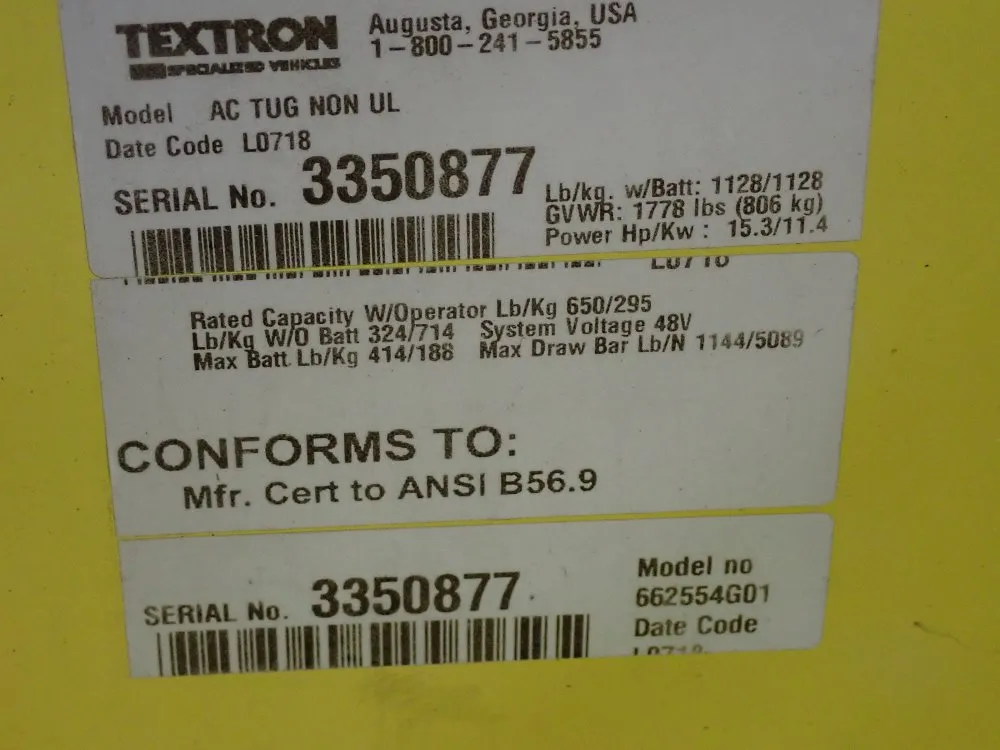 TEXTRON
SPECIALIZED VEHICLES
Augusta, Georgia, USA
1-800-241-5855
Model AC TUG NON UL
Date Code L0718
SERIAL No. 3350877
Lb/kg. w/Batt: 1128/1128
GVWR: 1778 lbs (806 kg)
Power Hp/Kw : 15.3/11.4
L0718
Rated Capacity W/Operator Lb/Kg 650/295
Lb/Kg W/O Batt 324/714 System Voltage 48V
Max Batt Lb/Kg 414/188 Max Draw Bar Lb/N 1144/5089
CONFORMS TO:
Mfr. Cert to ANSI B56.9
SERIAL No. 3350877
Model no
662554G01
Date Code
L0718